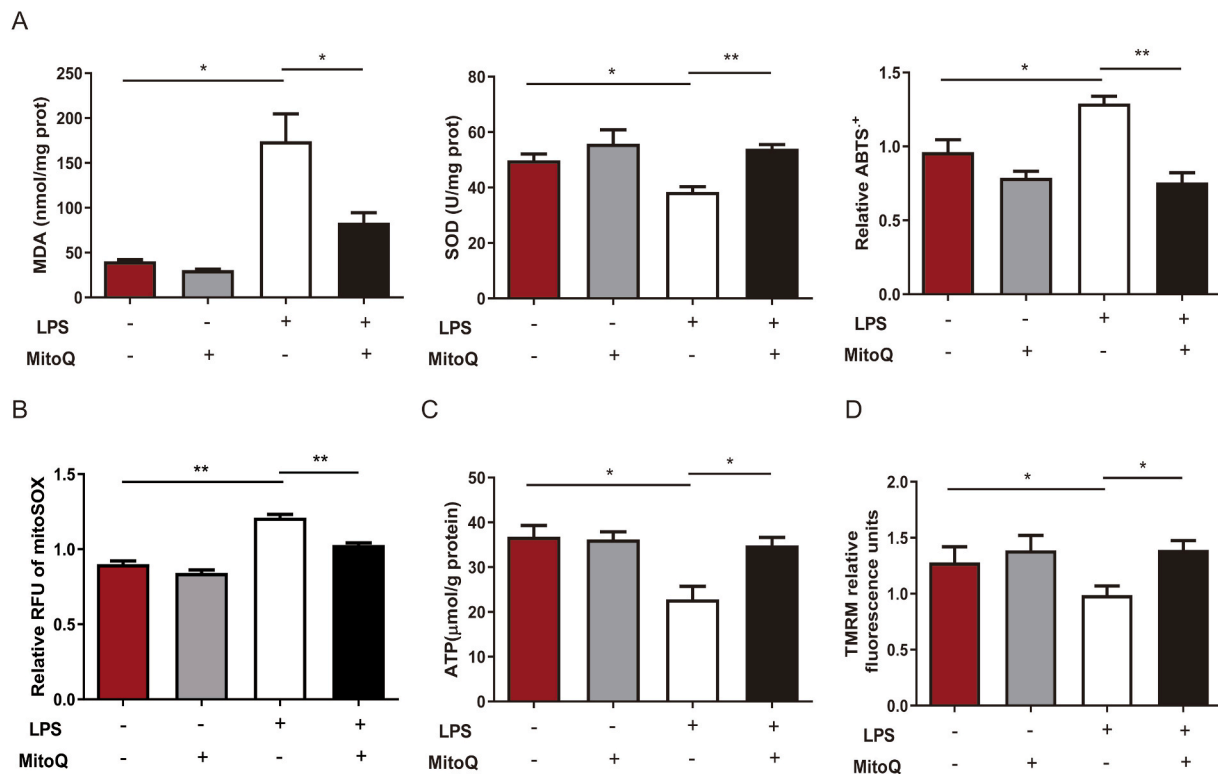 A
* *
MDA (nmol/mg prot)
250
200
150
100
50
0
LPS - - + +
MitoQ - + - +
* **
SOD (U/mg prot)
80
60
40
20
0
- - + +
- + - +
* **
Relative ABTS·+
1.5
1.0
0.5
0.0
LPS - - + +
MitoQ - + - +
B
** **
Relative RFU of mitoSOX
1.5
1.0
0.5
0.0
LPS - - + +
MitoQ - + - +
C
* *
ATP(μmol/g protein)
50
40
30
20
10
0
LPS - - + +
MitoQ - + - +
D
* *
TMRM relative
fluorescence units
2.0
1.5
1.0
0.5
0.0
LPS - - + +
MitoQ - + - +